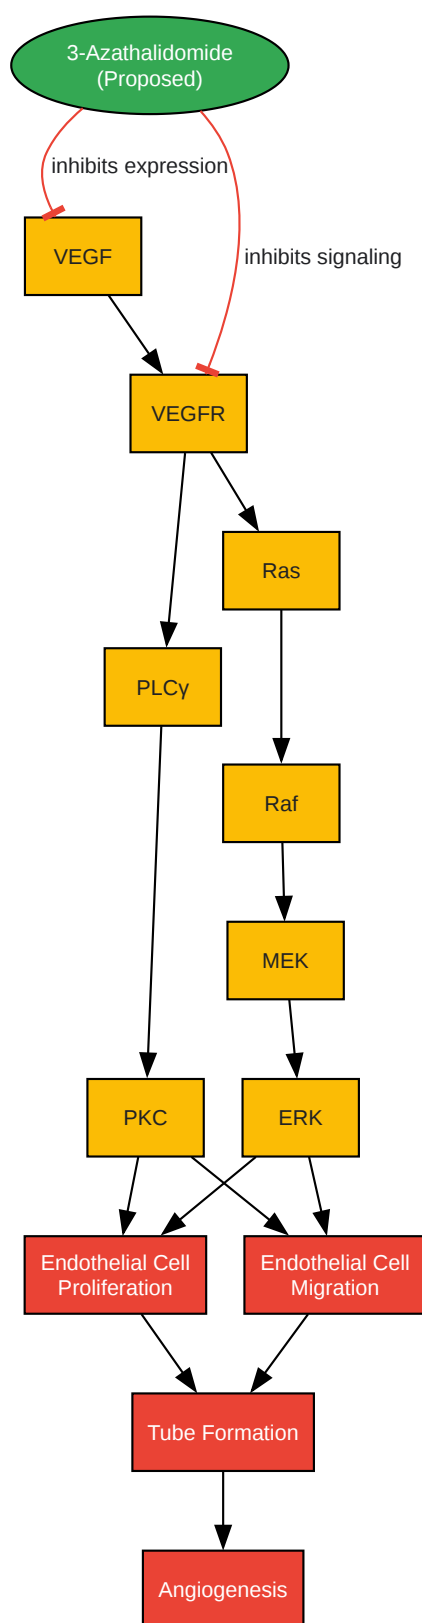 3-Azathalidomide
(Proposed)
inhibits expression
VEGF
inhibits signaling
VEGFR
Ras
PLCγ
Raf
MEK
PKC
ERK
Endothelial Cell
Proliferation
Endothelial Cell
Migration
Tube Formation
Angiogenesis